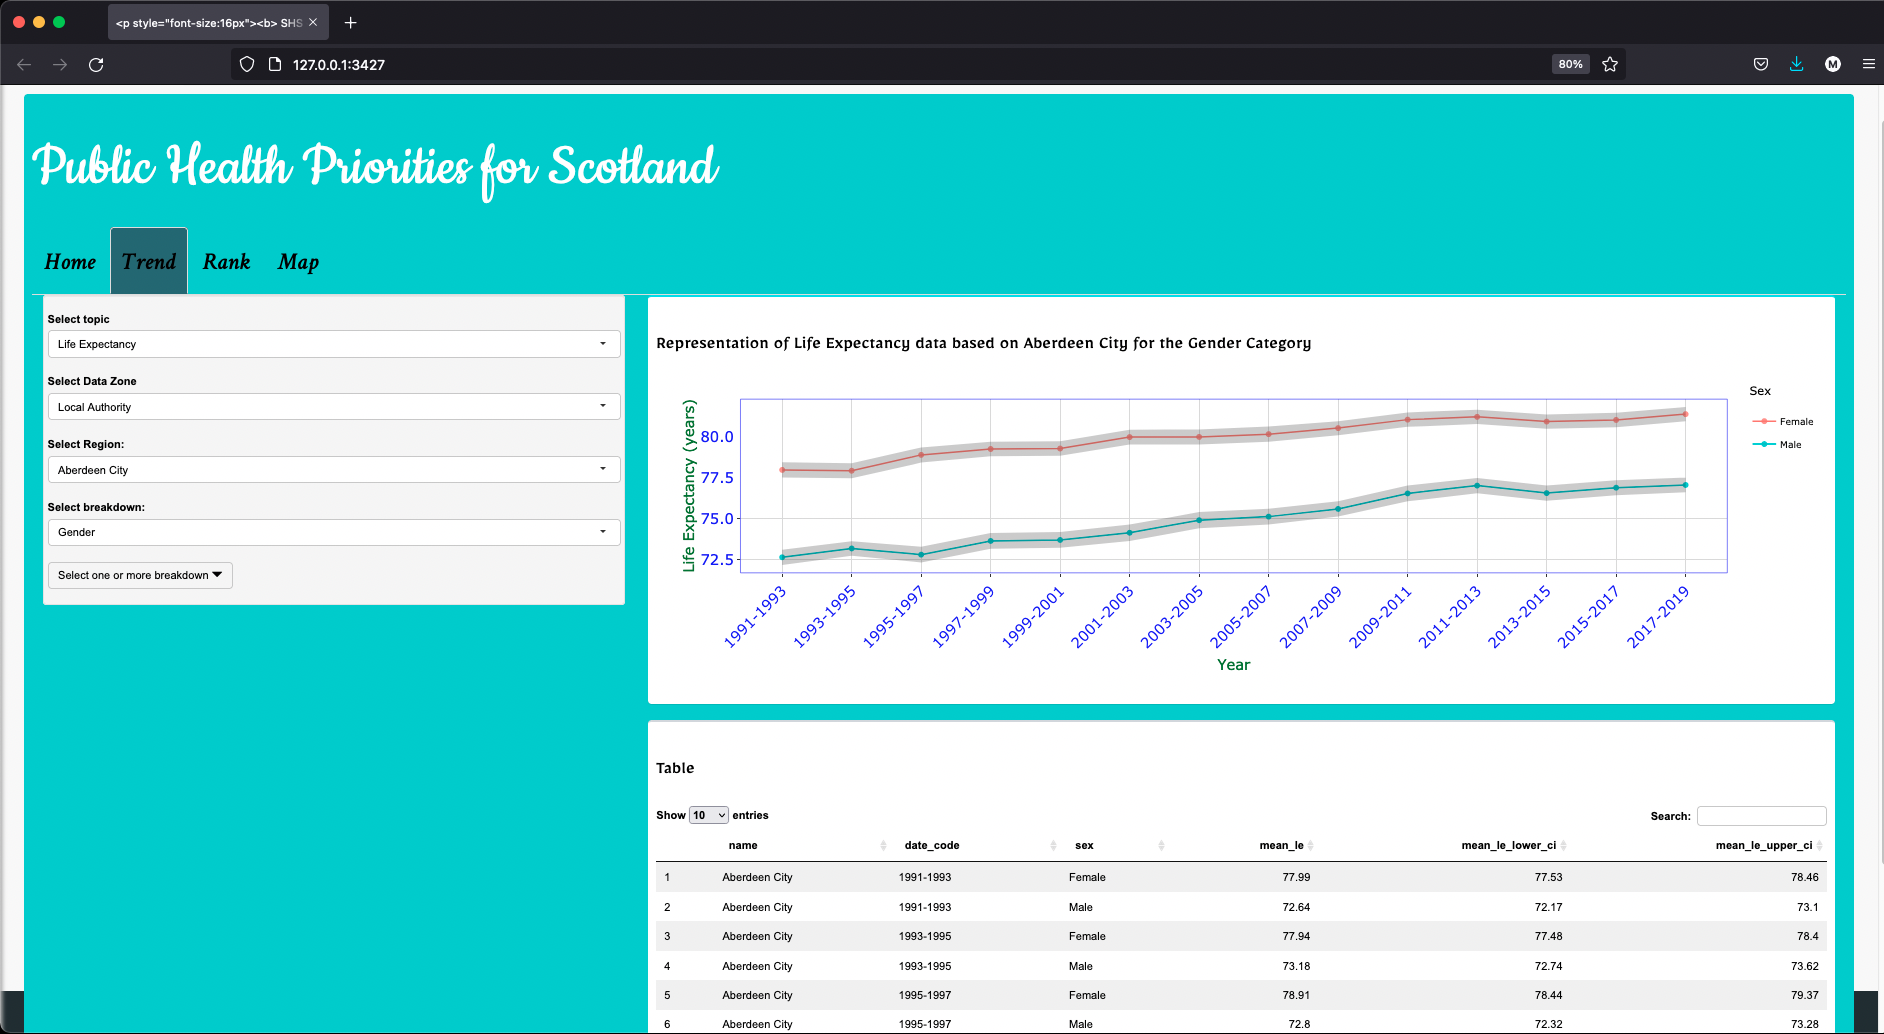 <p style="font-size:16px"><b> SHS
127.0.0.1:3427
80%
M
Public Health Priorities for Scotland
Home Trend Rank Map
Select topic
Life Expectancy
Select Data Zone
Local Authority
Select Region:
Aberdeen City
Select breakdown:
Gender
Select one or more breakdown
Representation of Life Expectancy data based on Aberdeen City for the Gender Category
Life Expectancy (years)
80.0
77.5
75.0
72.5
1991-1993 1993-1995 1995-1997 1997-1999 1999-2001 2001-2003 2003-2005 2005-2007 2007-2009 2009-2011 2011-2013 2013-2015 2015-2017 2017-2019
Year
Sex
Female
Male
Table
Show 10 entries Search:
name date_code sex mean_le mean_le_lower_ci mean_le_upper_ci
1 Aberdeen City 1991-1993 Female 77.99 77.53 78.46
2 Aberdeen City 1991-1993 Male 72.64 72.17 73.1
3 Aberdeen City 1993-1995 Female 77.94 77.48 78.4
4 Aberdeen City 1993-1995 Male 73.18 72.74 73.62
5 Aberdeen City 1995-1997 Female 78.91 78.44 79.37
6 Aberdeen City 1995-1997 Male 72.8 72.32 73.28